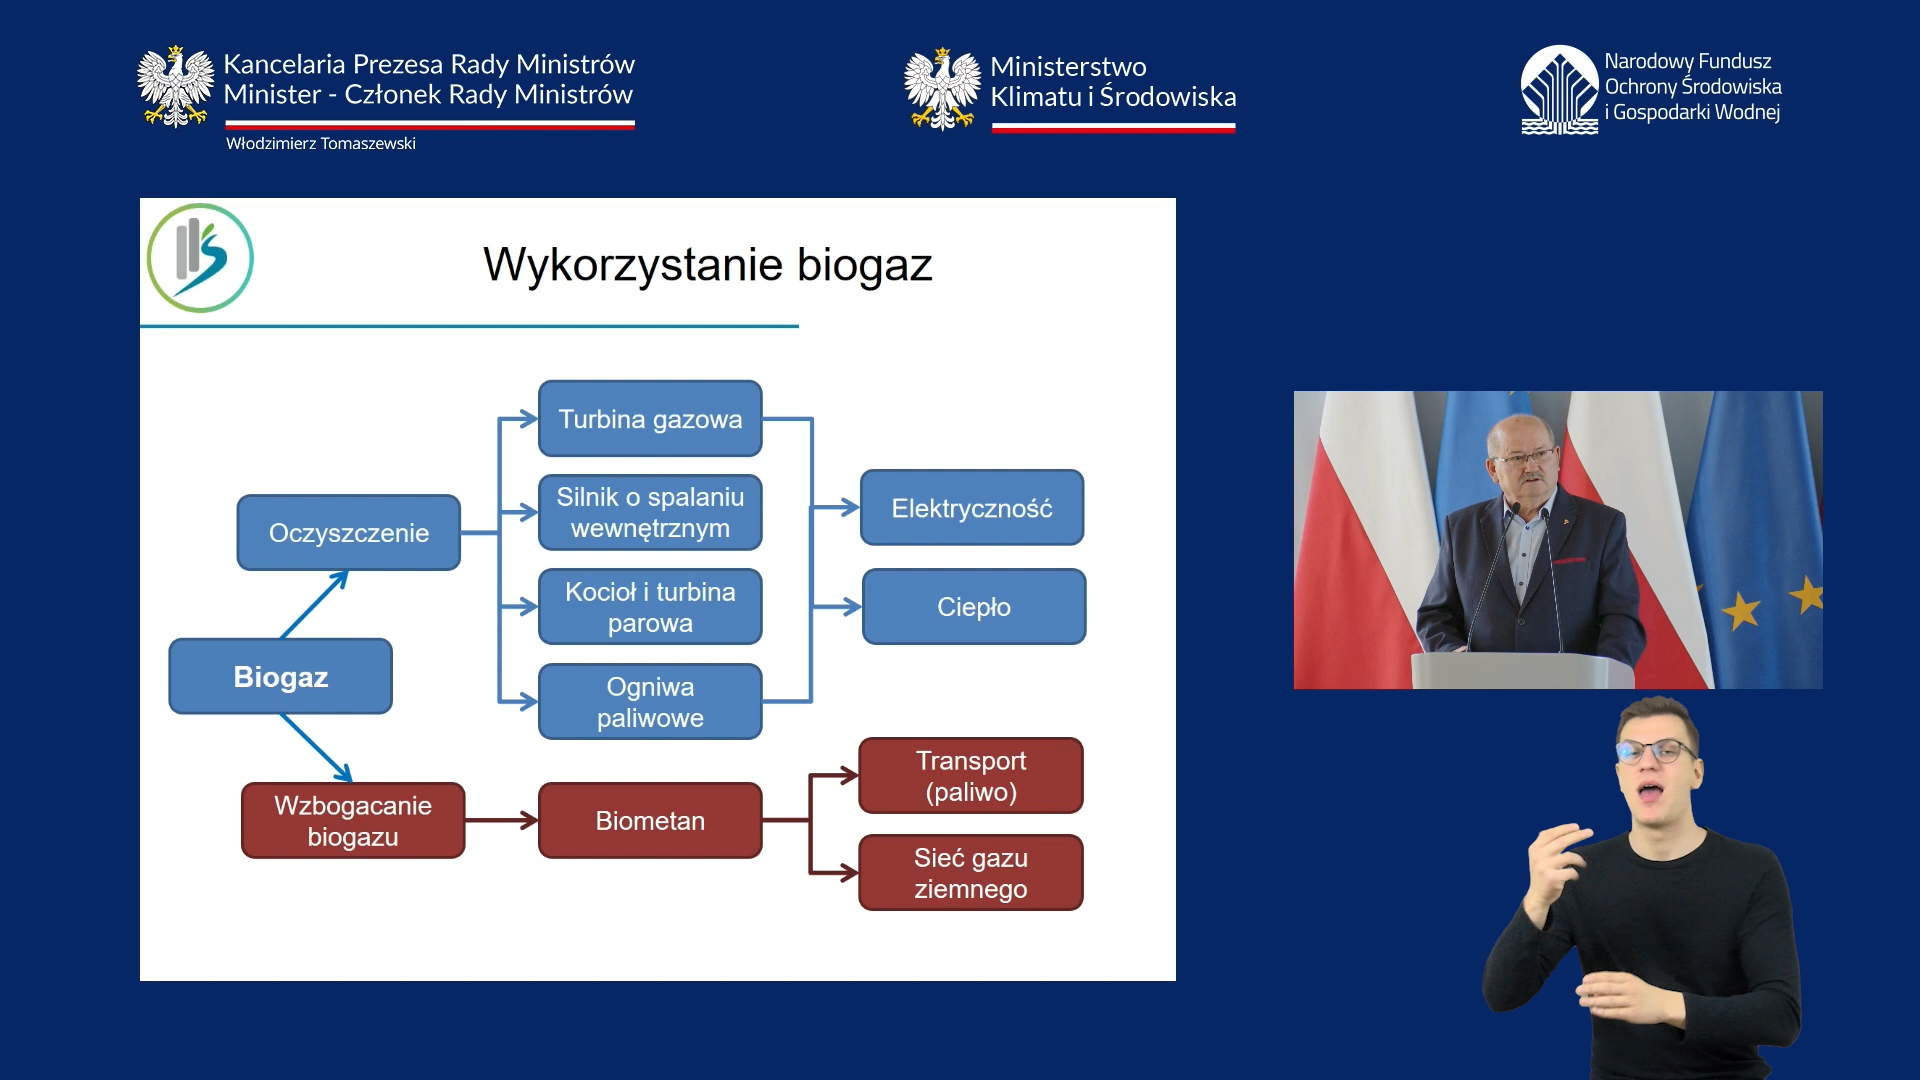 Kancelaria Prezesa Rady Ministrów
Minister - Członek Rady Ministrów
Włodzimierz Tomaszewski
Ministerstwo
Klimatu i Środowiska
Narodowy Fundusz
Ochrony Środowiska
i Gospodarki Wodnej
Wykorzystanie biogaz
Turbina gazowa
Silnik o spalaniu
wewnętrznym
Kocioł i turbina
parowa
Ogniwa
paliwowe
Oczyszczenie
Elektryczność
Ciepło
Biogaz
Wzbogacanie
biogazu
Biometan
Transport
(paliwo)
Sieć gazu
ziemnego